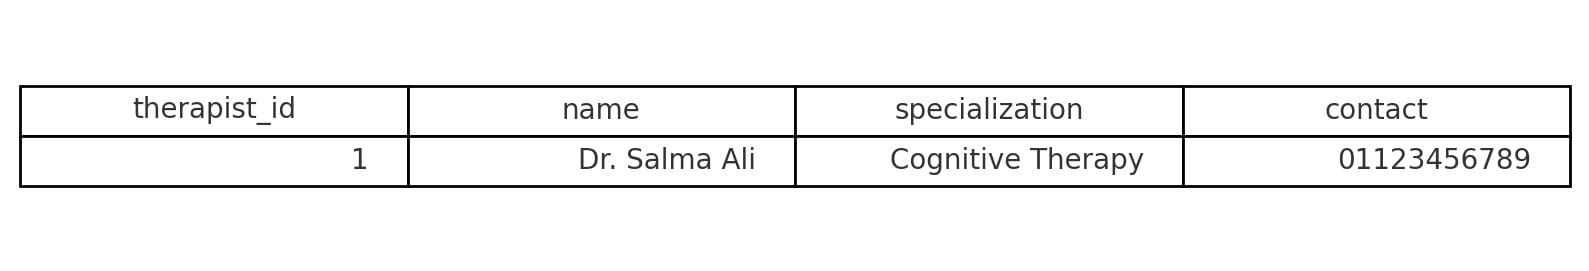 therapist_id name specialization contact
1 Dr. Salma Ali Cognitive Therapy 01123456789